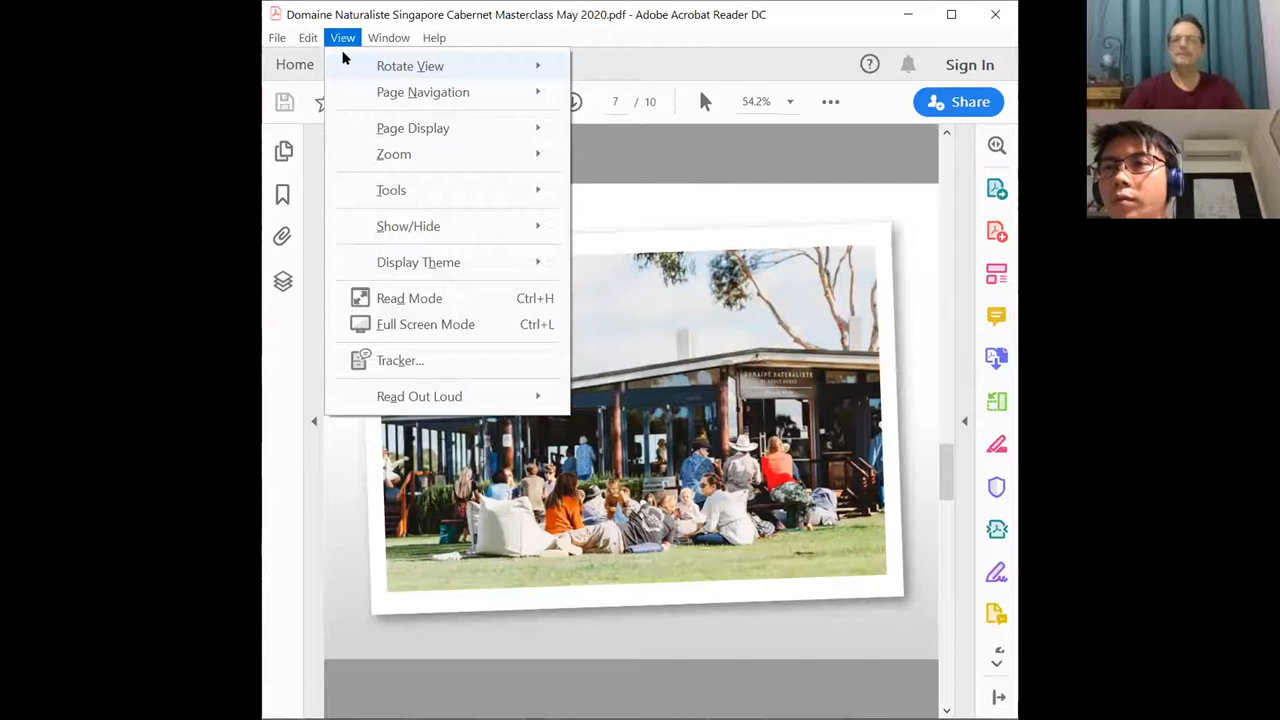 Domaine Naturaliste Singapore Cabernet Masterclass May 2020.pdf - Adobe Acrobat Reader DC
File Edit View Window Help
Home
Sign In
7 / 10
54.2%
Share
Rotate View
Page Navigation
Page Display
Zoom
Tools
Show/Hide
Display Theme
Read Mode Ctrl+H
Full Screen Mode Ctrl+L
Tracker...
Read Out Loud
DOMAINE NATURALISTE